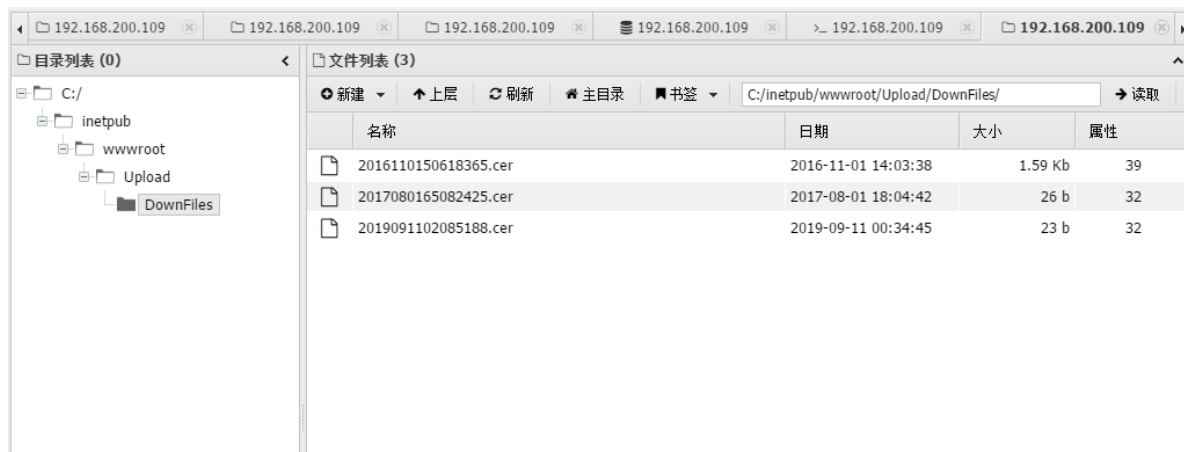 192.168.200.109 192.168.200.109 192.168.200.109 192.168.200.109 >_ 192.168.200.109 192.168.200.109
目录列表 (0)
文件列表 (3)
新建 上层 刷新 主目录 书签 C:/inetpub/wwwroot/Upload/DownFiles/ 读取
C:/
inetpub
wwwroot
Upload
DownFiles
名称 日期 大小 属性
2016110150618365.cer 2016-11-01 14:03:38 1.59 Kb 39
2017080165082425.cer 2017-08-01 18:04:42 26 b 32
2019091102085188.cer 2019-09-11 00:34:45 23 b 32